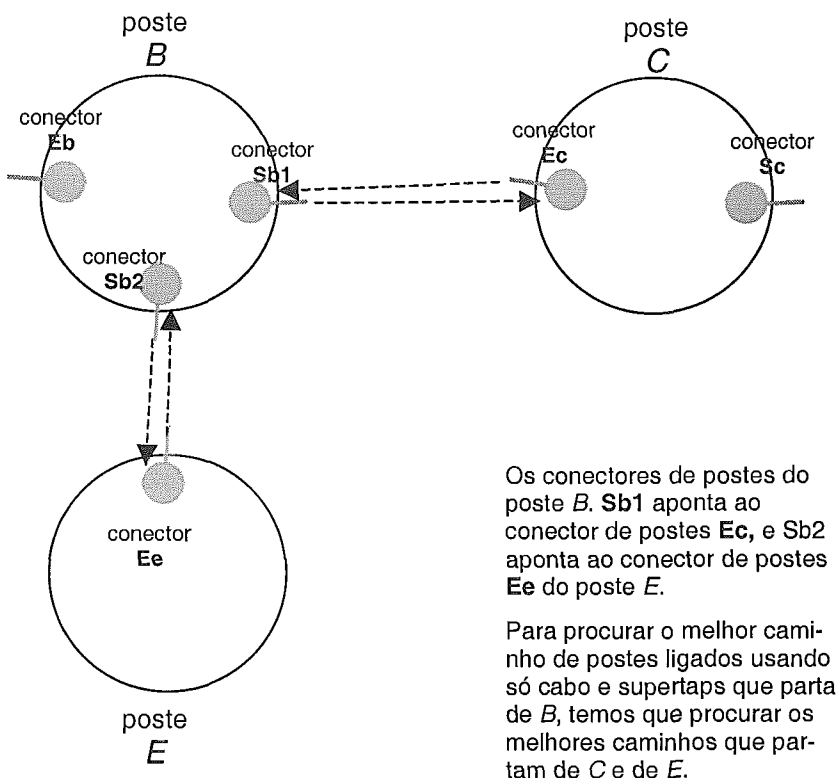 poste
B
poste
C
conector
Eb
conector
Sb1
conector
Ec
conector
Sc
conector
Sb2
conector
Ee
poste
E
Os conectores de postes do
poste B. Sb1 aponta ao
conector de postes Ec, e Sb2
aponta ao conector de postes
Ee do poste E.
Para procurar o melhor cami-
nho de postes ligados usando
só cabo e supertaps que parta
de B, temos que procurar os
melhores caminhos que par-
tam de C e de E.